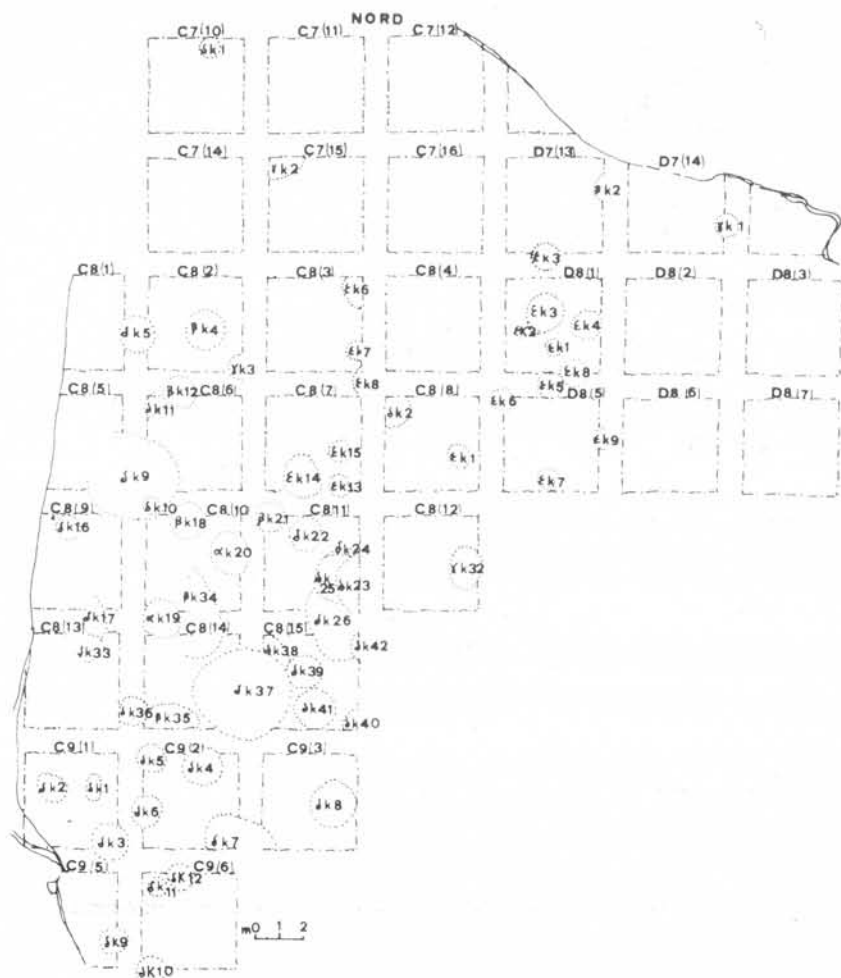 NORD
C7(10) C7(11) C7(12)
δk1
C7(14) C7(15) C7(16) D7(13) D7(14)
γk2 βk2
γk1
εk3
C8(1) C8(2) C8(3) C8(4) D8(1) D8(2) D8(3)
εk6
εk3
δk5 βk4 εk2 εk4
εk7 εk1
γk3 εk8 εk8
εk5
C8(5) βk12 C8(6) C8(7) C8(8) εk6 D8(5) D8(6) D8(7)
δk11 δk2
εk9
εk15 εk1
δk9 εk14 εk13 εk7
δk10
C8(9) C8(10) C8(11) C8(12)
δk16 βk18 βk21
δk22
αk20 δk24
γk32
δk25 δk23
βk34
δk17 αk19 δk26
C8(13) C8(14) C8(15)
δk33 δk38 δk42
δk39
δk37
δk36 βk35 δk41 δk40
C9(1) C9(2) C9(3)
δk5 δk4
δk2 δk1
δk6 δk8
δk3 δk7
C9(5) C9(6)
δk11 δK12
δk9
δK10
m0 1 2